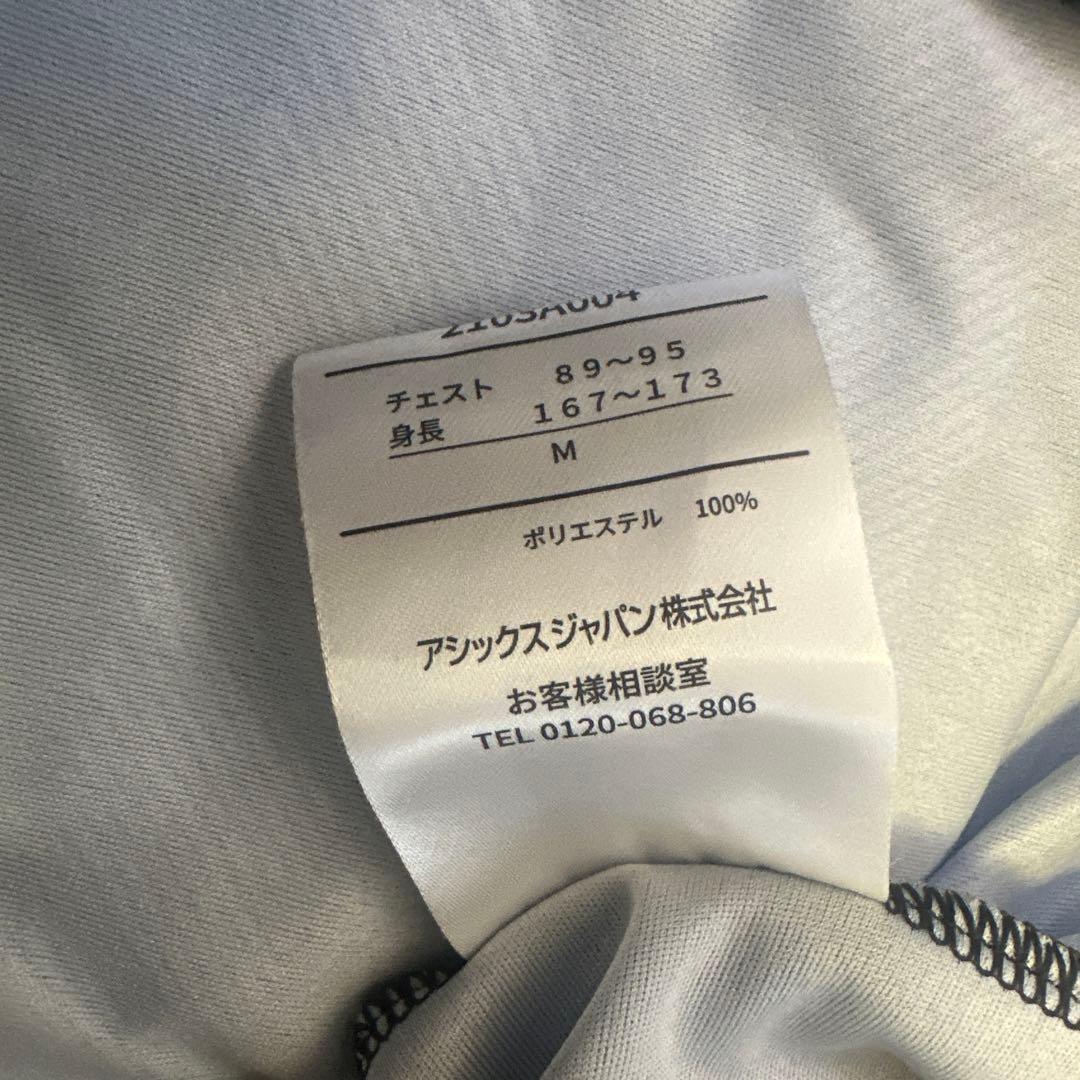 2103A004
チェスト 89～95
身長 167～173
M
ポリエステル 100%
アシックスジャパン株式会社
お客様相談室
TEL 0120-068-806